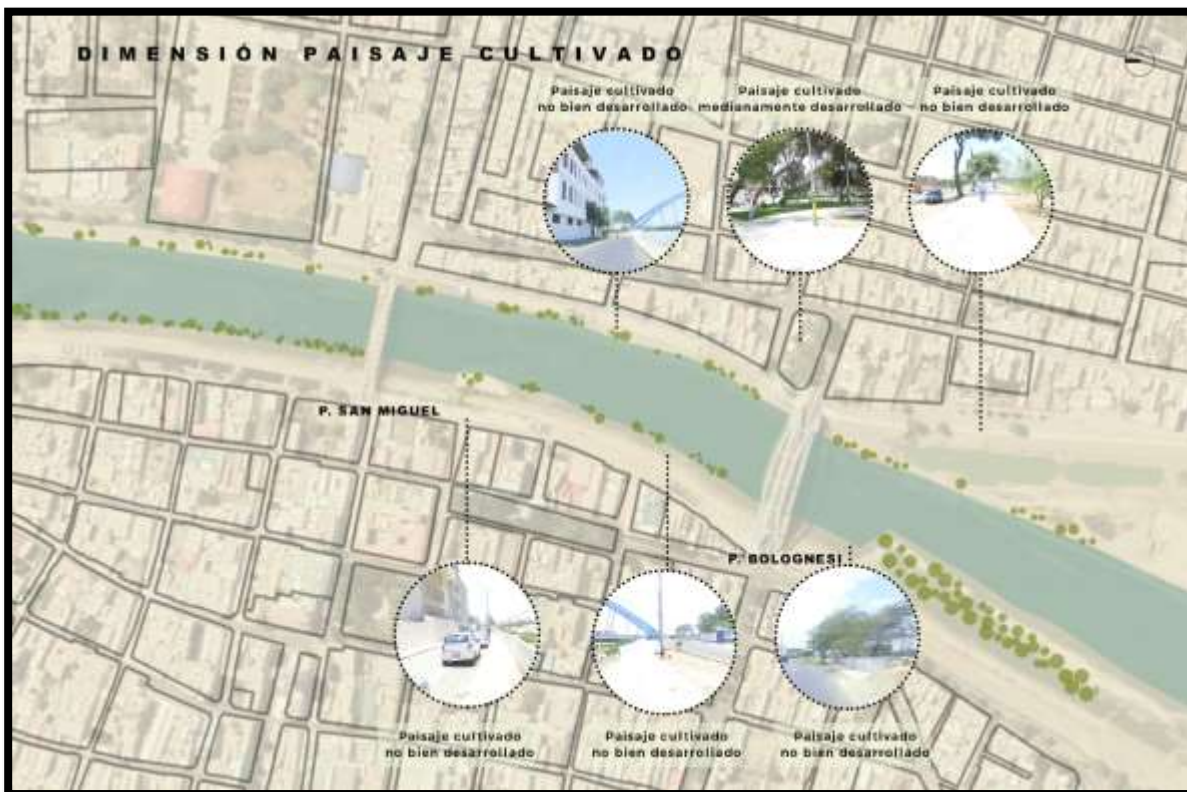 DIMENSIÓN PAISAJE CULTIVADO
Paisaje cultivado
no bien desarrollado
Paisaje cultivado
medianamente desarrollado
Paisaje cultivado
no bien desarrollado
P. SAN MIGUEL
P. BOLOGNESI
Paisaje cultivado
no bien desarrollado
Paisaje cultivado
no bien desarrollado
Paisaje cultivado
no bien desarrollado